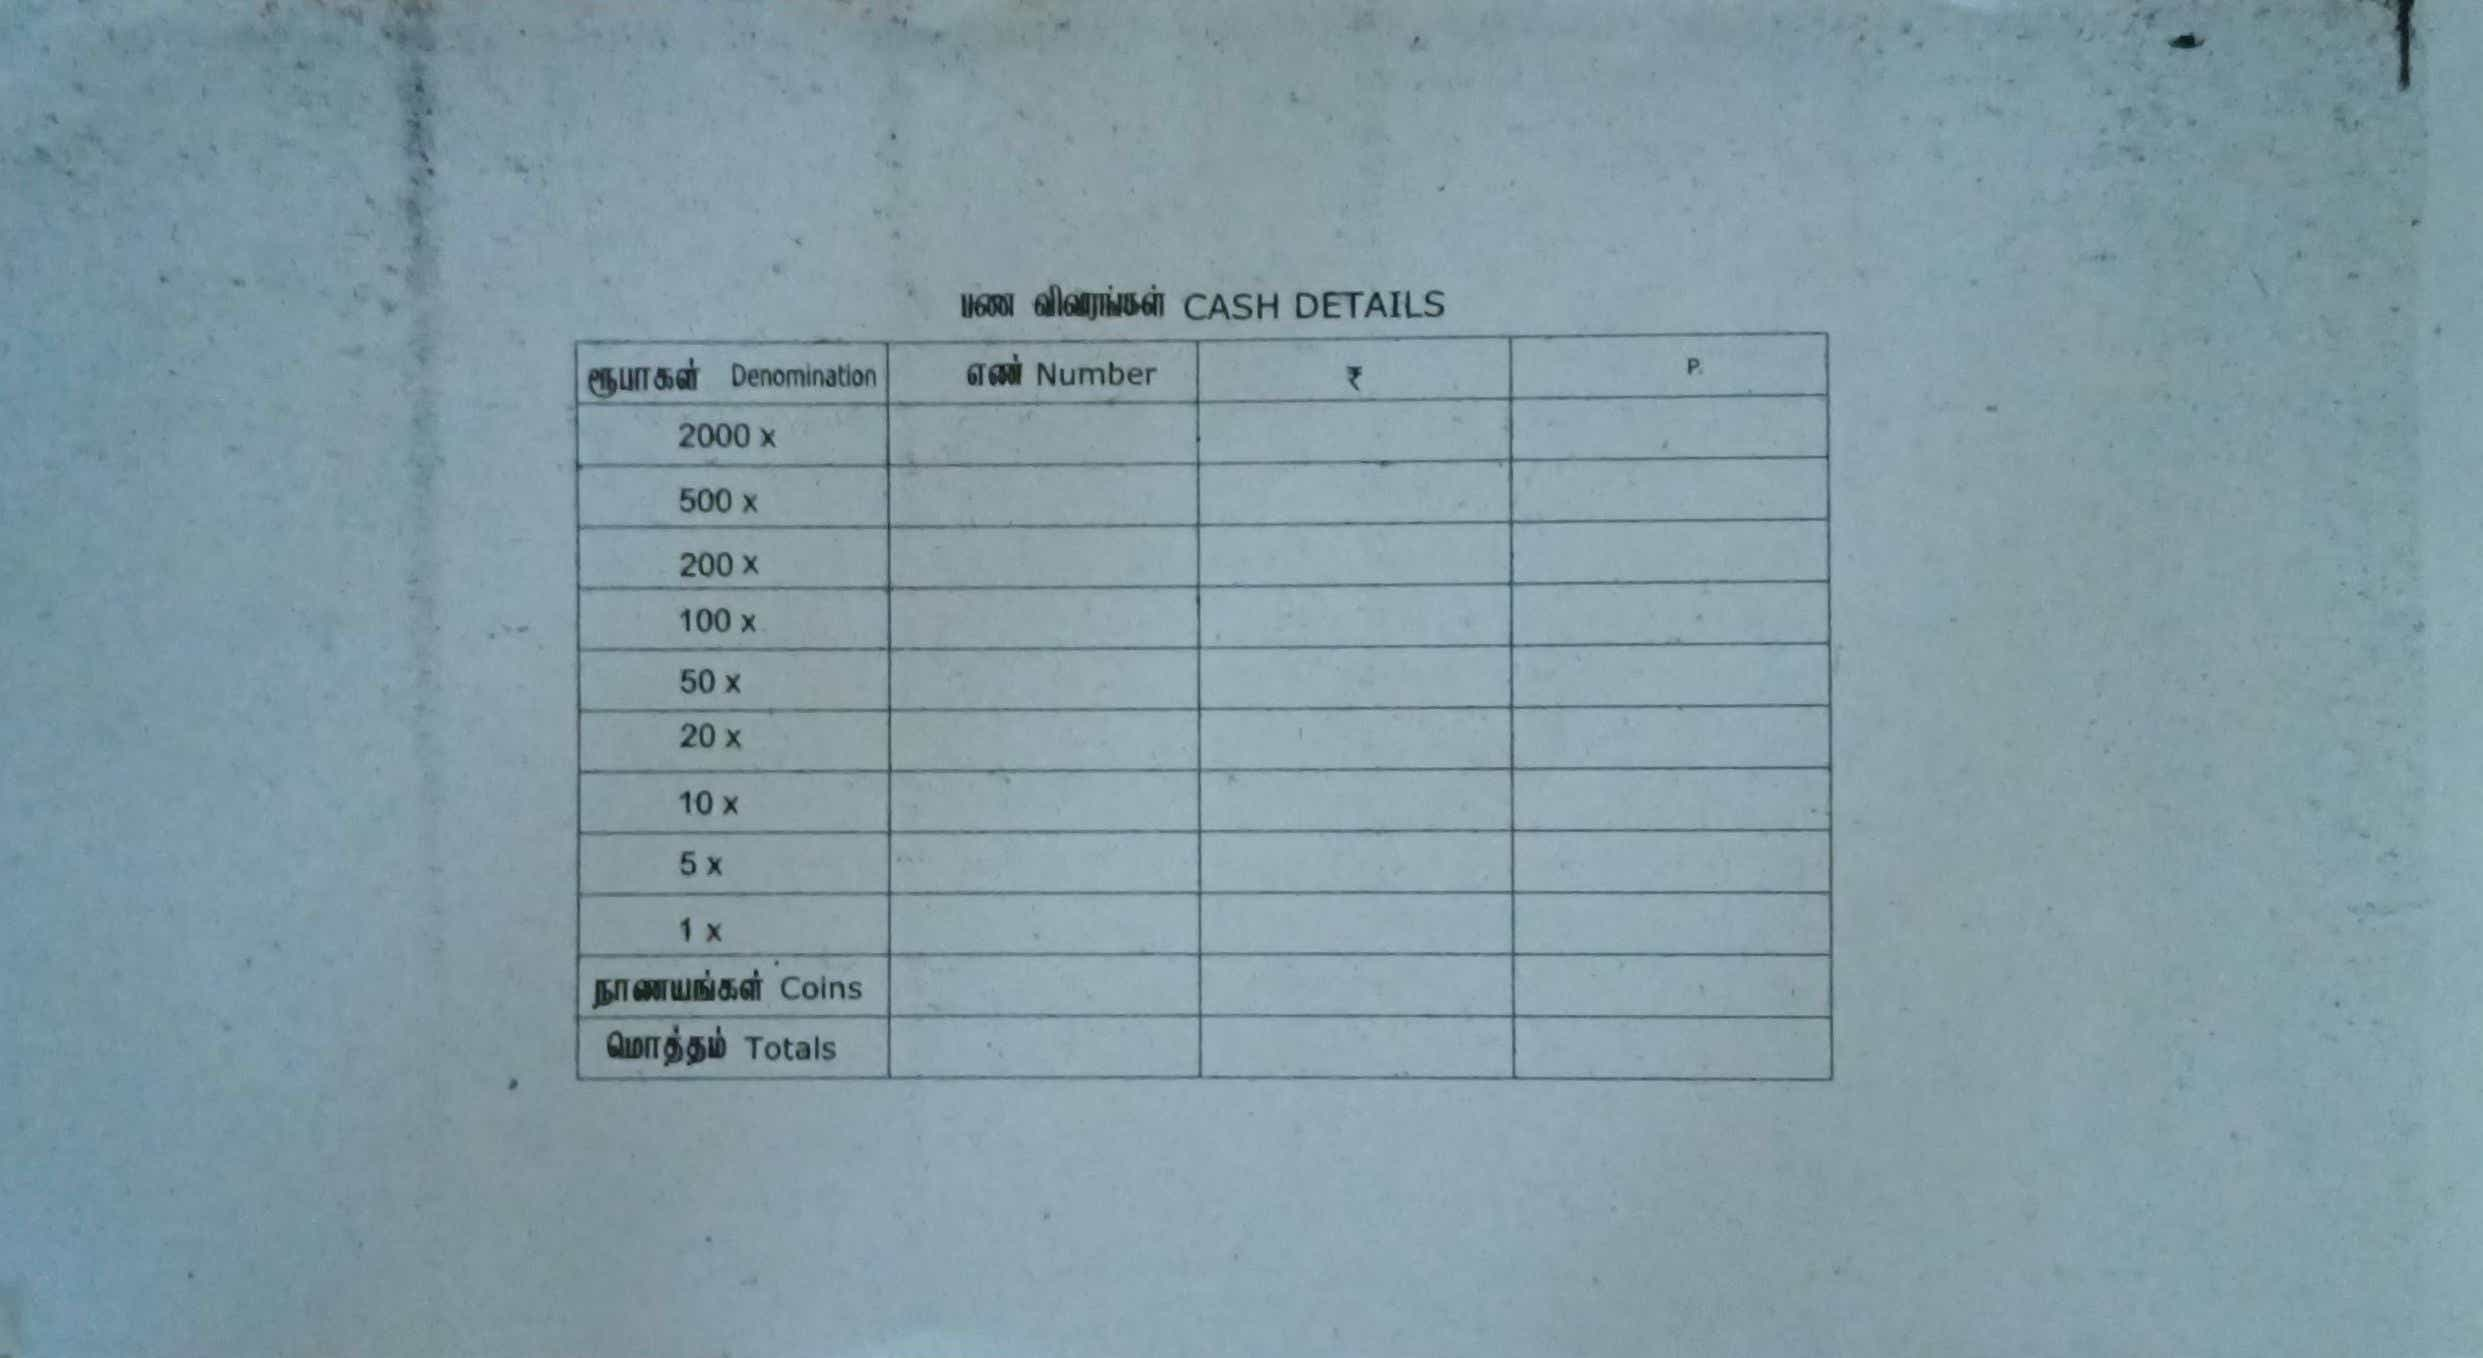 பண விவரங்கள் CASH DETAILS
ரூபாகள் Denomination எண் Number ₹ P.
2000 x
500 x
200 x
100 x
50 x
20 x
10 x
5 x
1 x
நாணயங்கள் Coins
மொத்தம் Totals